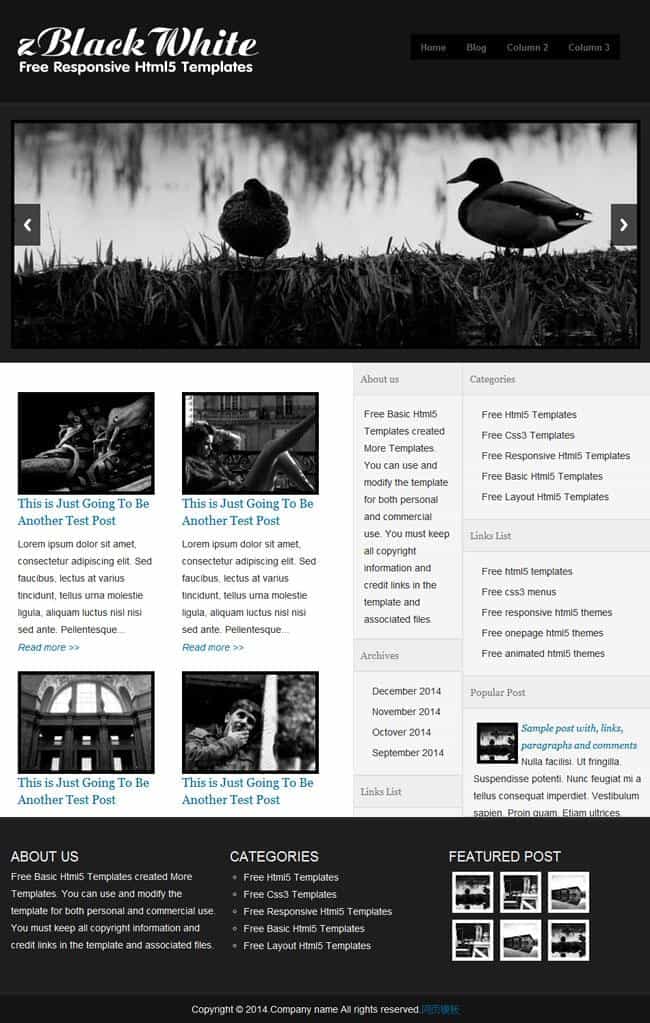 zBlackWhite
Free Responsive Html5 Templates
Home Blog Column 2 Column 3
This is Just Going To Be
Another Test Post
Lorem ipsum dolor sit amet,
consectetur adipiscing elit. Sed
faucibus, lectus at varius
tincidunt, tellus urna molestie
ligula, aliquam luctus nisl nisi
sed ante. Pellentesque...
Read more >>
This is Just Going To Be
Another Test Post
Lorem ipsum dolor sit amet,
consectetur adipiscing elit. Sed
faucibus, lectus at varius
tincidunt, tellus urna molestie
ligula, aliquam luctus nisl nisi
sed ante. Pellentesque...
Read more >>
This is Just Going To Be
Another Test Post
This is Just Going To Be
Another Test Post
About us
Free Basic Html5
Templates created
More Templates.
You can use and
modify the template
for both personal
and commercial
use. You must keep
all copyright
information and
credit links in the
template and
associated files.
Archives
December 2014
November 2014
Octover 2014
September 2014
Links List
Categories
Free Html5 Templates
Free Css3 Templates
Free Responsive Html5 Templates
Free Basic Html5 Templates
Free Layout Html5 Templates
Links List
Free html5 templates
Free css3 menus
Free responsive html5 themes
Free onepage html5 themes
Free animated html5 themes
Popular Post
Sample post with, links,
paragraphs and comments
Nulla facilisi. Ut fringilla.
Suspendisse potenti. Nunc feugiat mi a
tellus consequat imperdiet. Vestibulum
sapien. Proin quam. Etiam ultrices.
ABOUT US
Free Basic Html5 Templates created More
Templates. You can use and modify the
template for both personal and commercial use.
You must keep all copyright information and
credit links in the template and associated files.
CATEGORIES
Free Html5 Templates
Free Css3 Templates
Free Responsive Html5 Templates
Free Basic Html5 Templates
Free Layout Html5 Templates
FEATURED POST
Copyright © 2014.Company name All rights reserved.网页模板